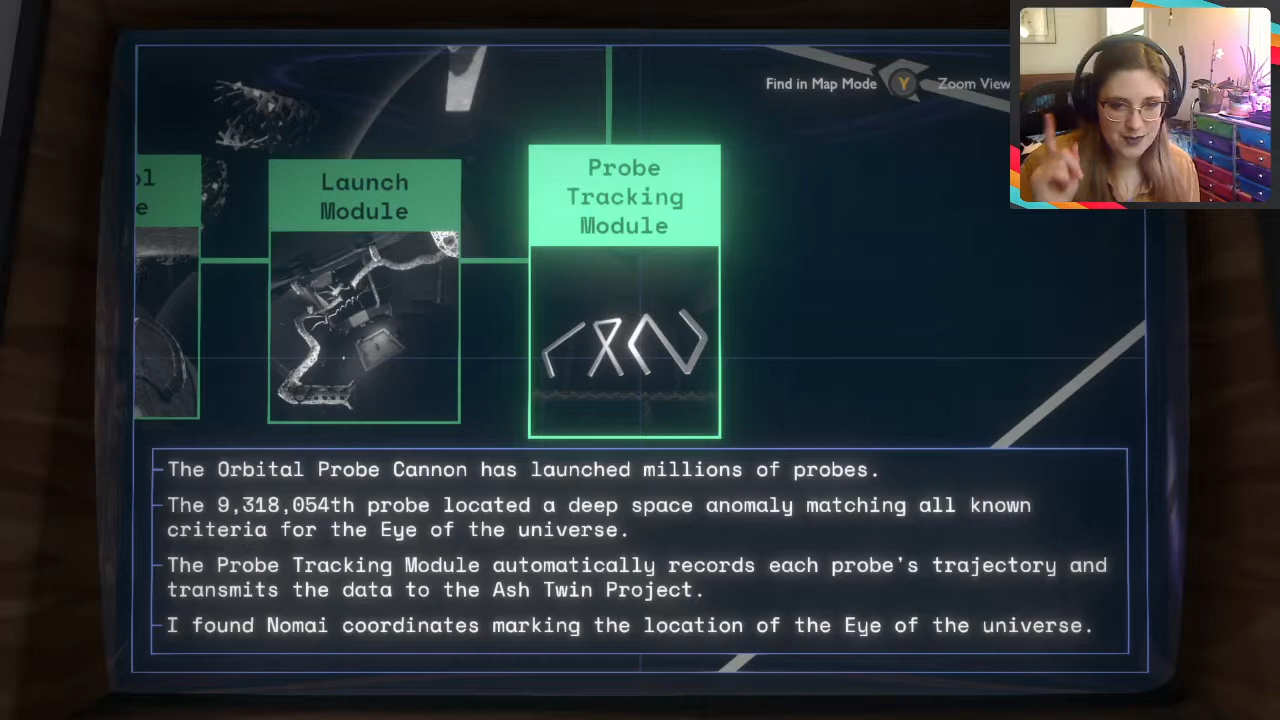 Find in Map Mode
Y
Zoom View
ol
e
Launch
Module
Probe
Tracking
Module
The Orbital Probe Cannon has launched millions of probes.
The 9,318,054th probe located a deep space anomaly matching all known
criteria for the Eye of the universe.
The Probe Tracking Module automatically records each probe's trajectory and
transmits the data to the Ash Twin Project.
I found Nomai coordinates marking the location of the Eye of the universe.